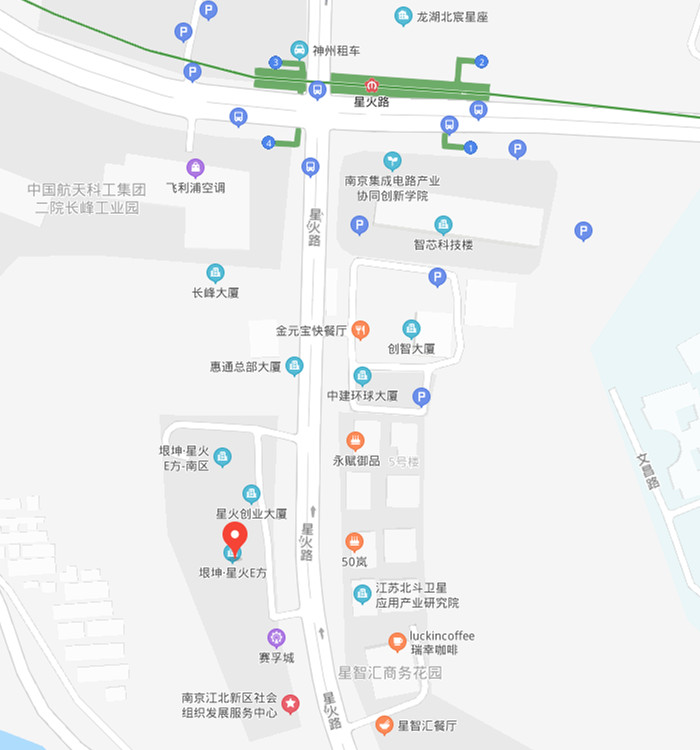 P
龙湖北宸星座
P
神州租车
3
2
P
星火路
1
4
P
飞利浦空调
南京集成电路产业
协同创新学院
中国航天科工集团
二院长峰工业园
星火路
P
智芯科技楼
P
长峰大厦
P
金元宝快餐厅
创智大厦
惠通总部大厦
中建环球大厦
P
垠坤·星火
E方-南区
永赋御品
5号楼
文昌路
星火创业大厦
星火路
50岚
垠坤·星火E方
江苏北斗卫星
应用产业研究院
luckincoffee
瑞幸咖啡
赛孚城
星智汇商务花园
南京江北新区社会
组织发展服务中心
星火路
星智汇餐厅